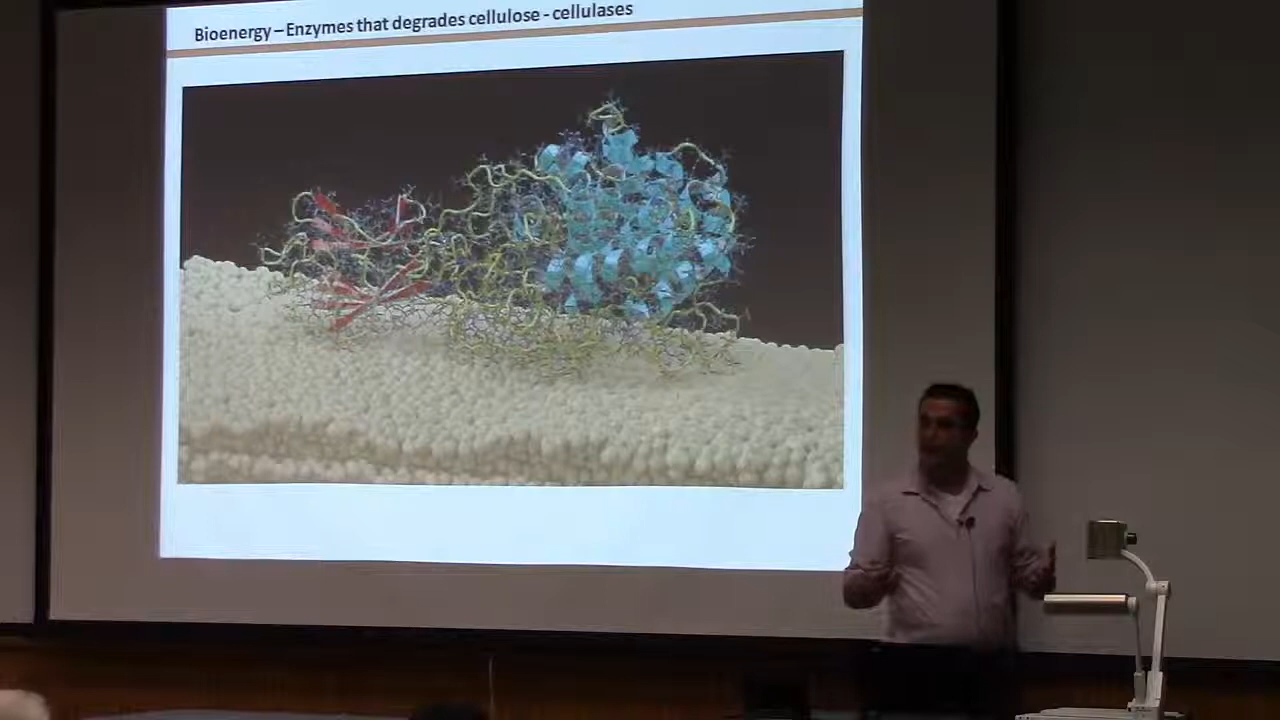 Bioenergy – Enzymes that degrades cellulose - cellulases